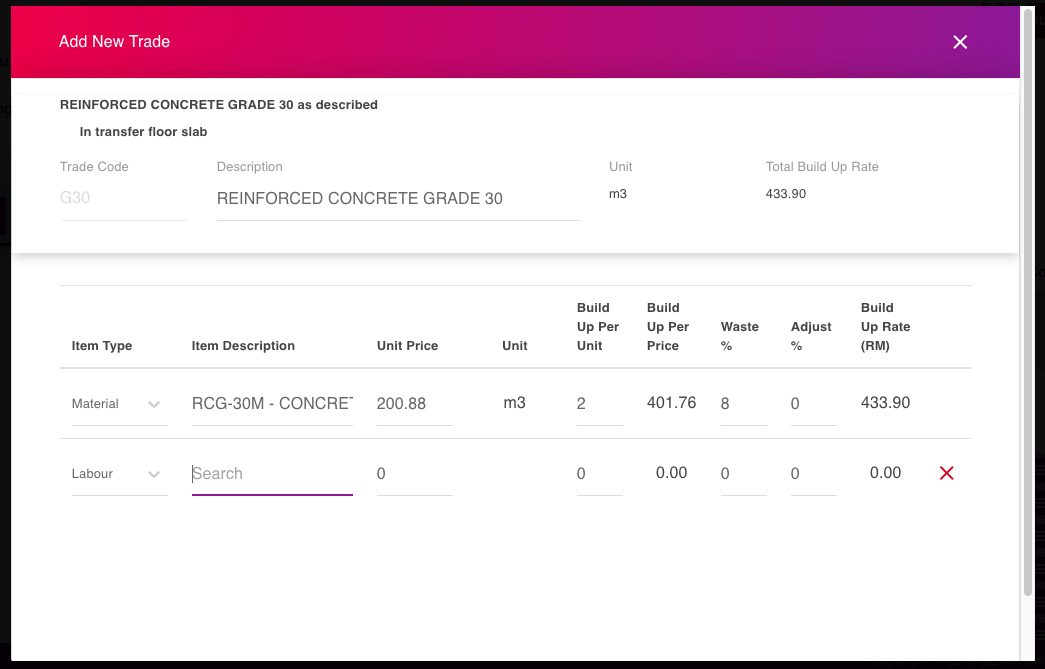 Add New Trade
REINFORCED CONCRETE GRADE 30 as described
In transfer floor slab
Trade Code Description Unit Total Build Up Rate
G30 REINFORCED CONCRETE GRADE 30 m3 433.90
Item Type Item Description Unit Price Unit Build Up Per Unit Build Up Per Price Waste % Adjust % Build Up Rate (RM)
Material RCG-30M - CONCRET 200.88 m3 2 401.76 8 0 433.90
Labour Search 0 0 0.00 0 0 0.00